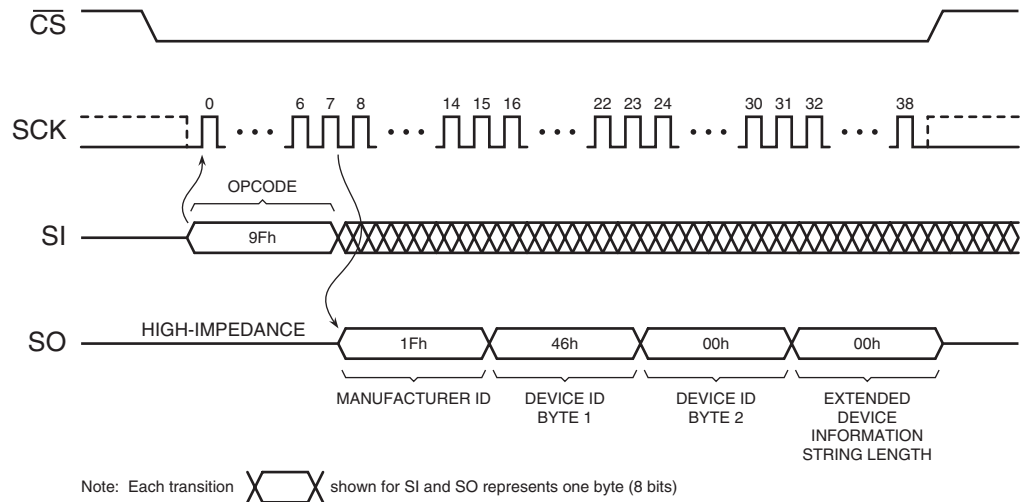 CS
SCK
0 6 7 8 14 15 16 22 23 24 30 31 32 38
OPCODE
SI
9Fh
SO
HIGH-IMPEDANCE
1Fh 46h 00h 00h
MANUFACTURER ID
DEVICE ID
BYTE 1
DEVICE ID
BYTE 2
EXTENDED
DEVICE
INFORMATION
STRING LENGTH
Note: Each transition shown for SI and SO represents one byte (8 bits)